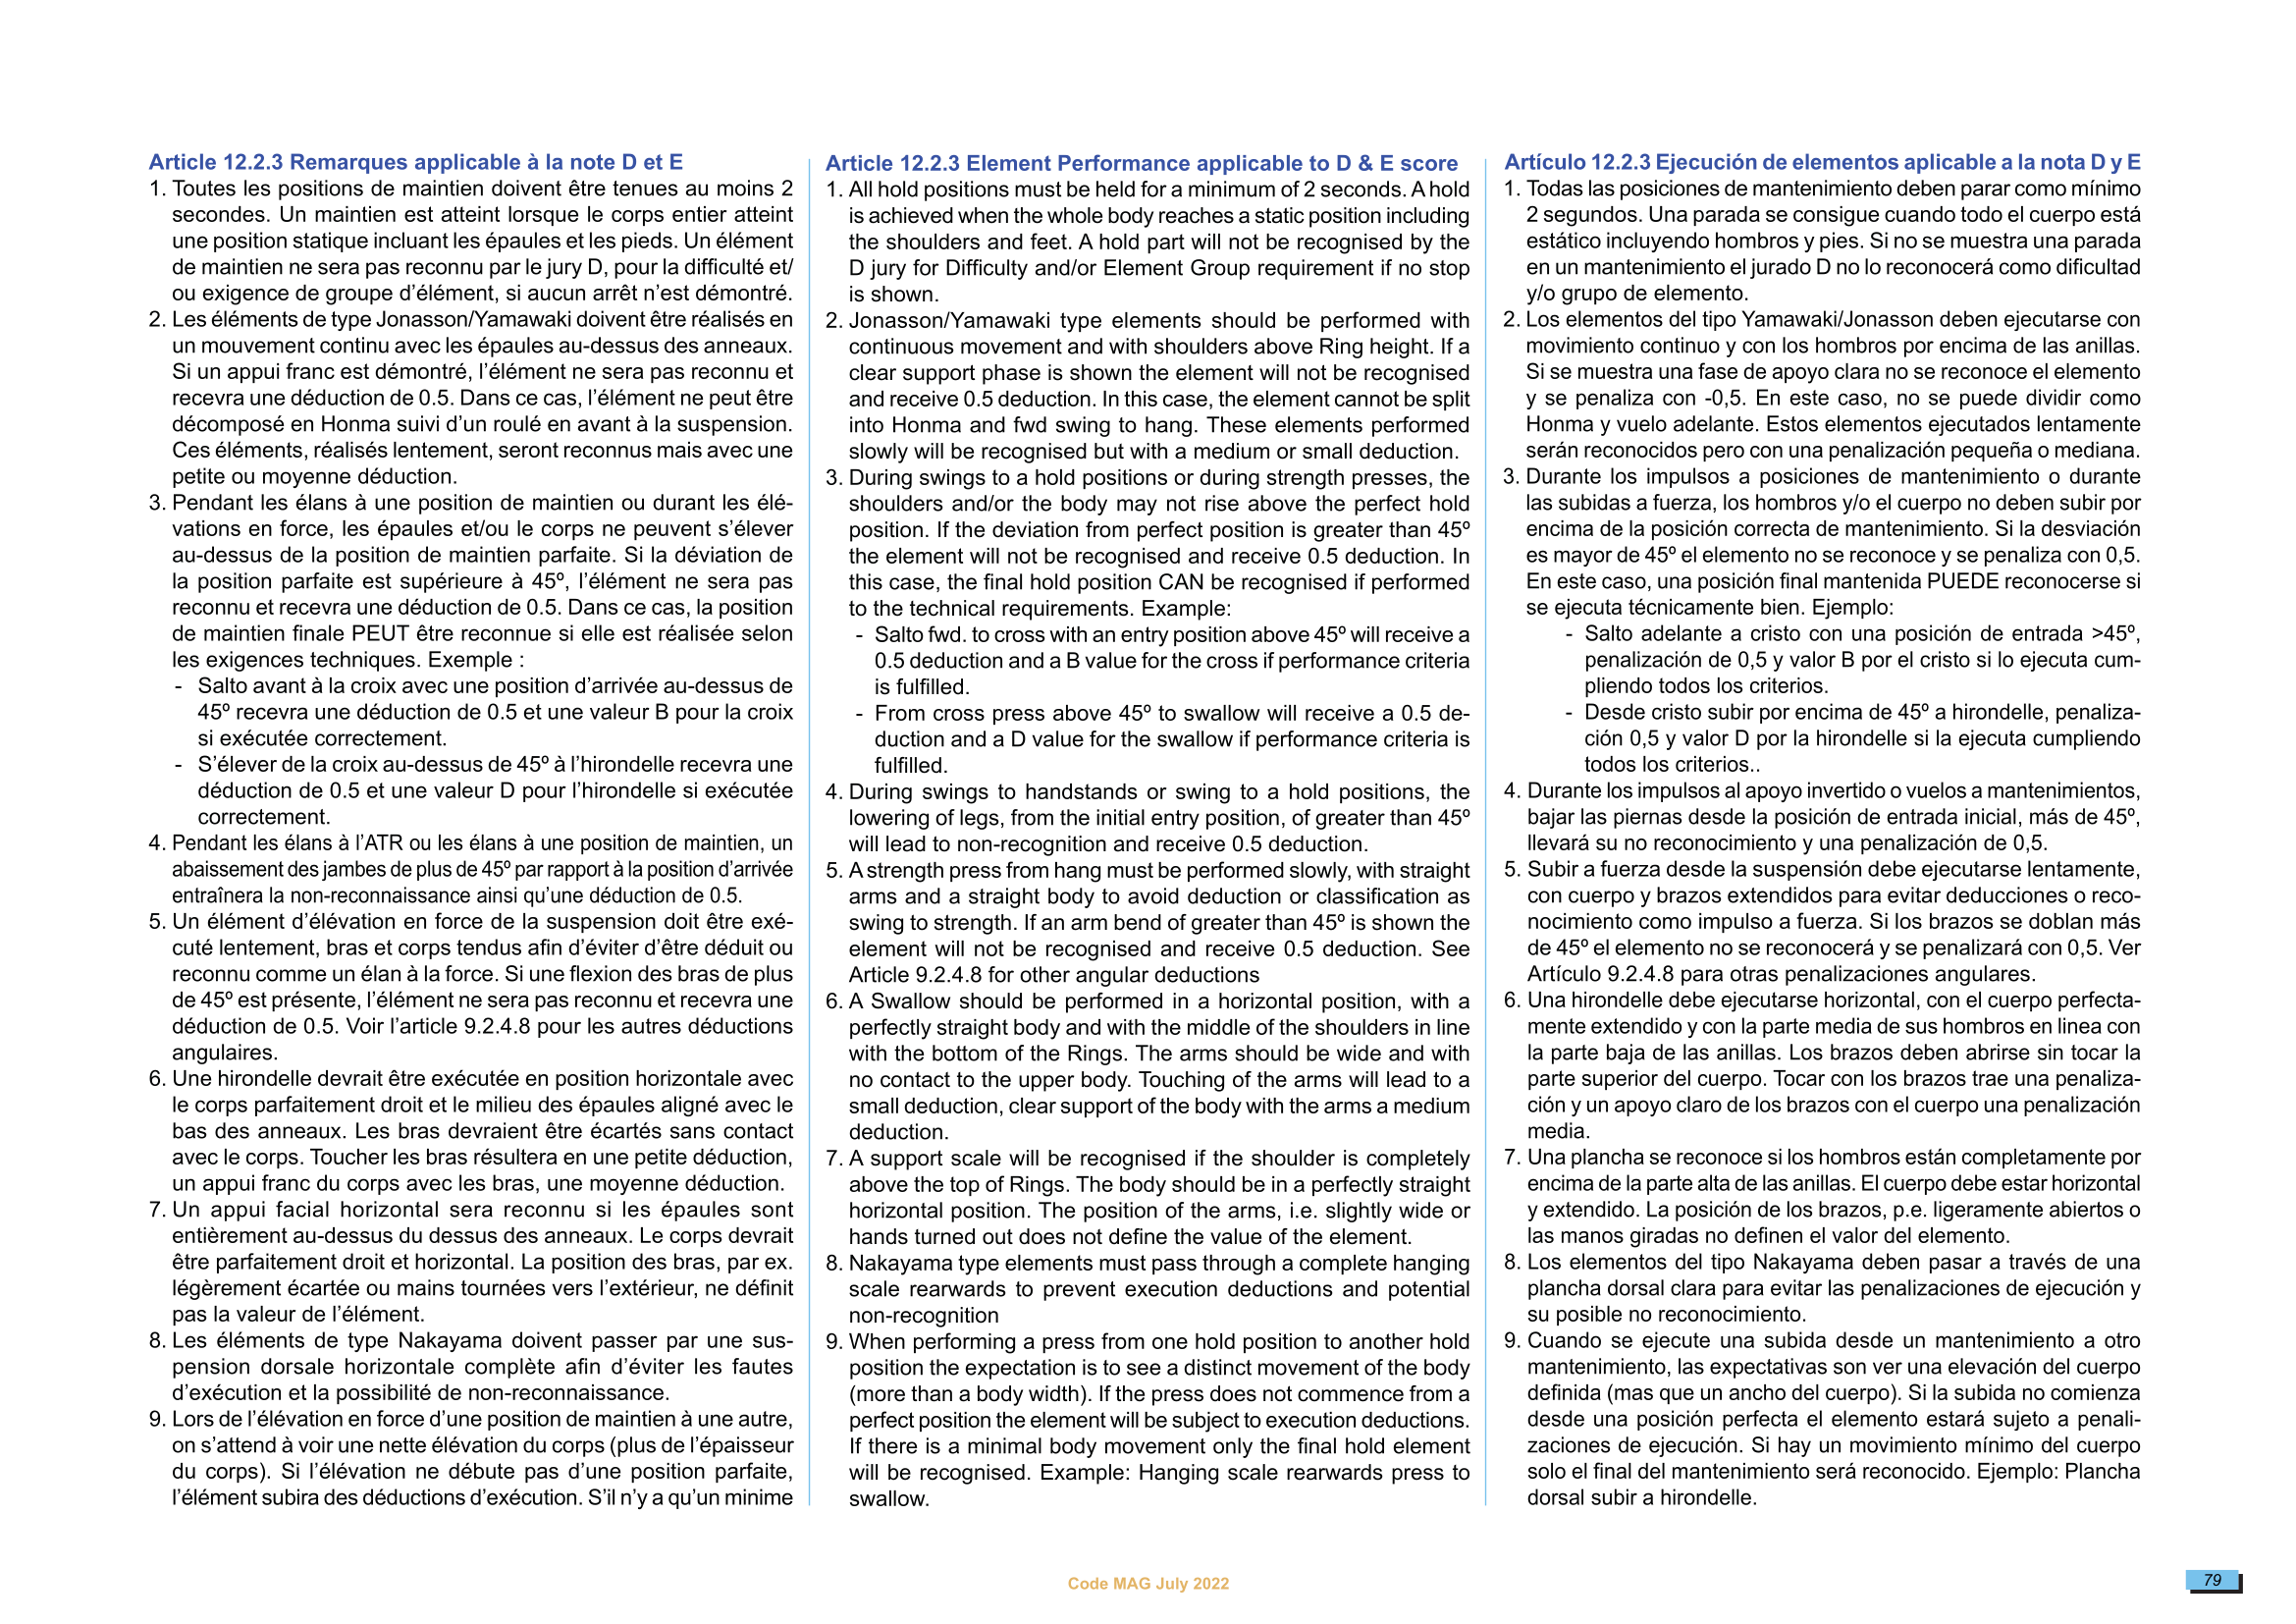 Article 12.2.3 Remarques applicable à la note D et E
1. Toutes les positions de maintien doivent être tenues au moins 2
secondes. Un maintien est atteint lorsque le corps entier atteint
une position statique incluant les épaules et les pieds. Un élément
de maintien ne sera pas reconnu par le jury D, pour la difficulté et/
ou exigence de groupe d’élément, si aucun arrêt n’est démontré.
2. Les éléments de type Jonasson/Yamawaki doivent être réalisés en
un mouvement continu avec les épaules au-dessus des anneaux.
Si un appui franc est démontré, l’élément ne sera pas reconnu et
recevra une déduction de 0.5. Dans ce cas, l’élément ne peut être
décomposé en Honma suivi d’un roulé en avant à la suspension.
Ces éléments, réalisés lentement, seront reconnus mais avec une
petite ou moyenne déduction.
3. Pendant les élans à une position de maintien ou durant les élé-
vations en force, les épaules et/ou le corps ne peuvent s’élever
au-dessus de la position de maintien parfaite. Si la déviation de
la position parfaite est supérieure à 45º, l’élément ne sera pas
reconnu et recevra une déduction de 0.5. Dans ce cas, la position
de maintien finale PEUT être reconnue si elle est réalisée selon
les exigences techniques. Exemple :
- Salto avant à la croix avec une position d’arrivée au-dessus de
45º recevra une déduction de 0.5 et une valeur B pour la croix
si exécutée correctement.
- S’élever de la croix au-dessus de 45º à l’hirondelle recevra une
déduction de 0.5 et une valeur D pour l’hirondelle si exécutée
correctement.
4. Pendant les élans à l’ATR ou les élans à une position de maintien, un
abaissement des jambes de plus de 45º par rapport à la position d’arrivée
entraînera la non-reconnaissance ainsi qu’une déduction de 0.5.
5. Un élément d’élévation en force de la suspension doit être exé-
cuté lentement, bras et corps tendus afin d’éviter d’être déduit ou
reconnu comme un élan à la force. Si une flexion des bras de plus
de 45º est présente, l’élément ne sera pas reconnu et recevra une
déduction de 0.5. Voir l’article 9.2.4.8 pour les autres déductions
angulaires.
6. Une hirondelle devrait être exécutée en position horizontale avec
le corps parfaitement droit et le milieu des épaules aligné avec le
bas des anneaux. Les bras devraient être écartés sans contact
avec le corps. Toucher les bras résultera en une petite déduction,
un appui franc du corps avec les bras, une moyenne déduction.
7. Un appui facial horizontal sera reconnu si les épaules sont
entièrement au-dessus du dessus des anneaux. Le corps devrait
être parfaitement droit et horizontal. La position des bras, par ex.
légèrement écartée ou mains tournées vers l’extérieur, ne définit
pas la valeur de l’élément.
8. Les éléments de type Nakayama doivent passer par une sus-
pension dorsale horizontale complète afin d’éviter les fautes
d’exécution et la possibilité de non-reconnaissance.
9. Lors de l’élévation en force d’une position de maintien à une autre,
on s’attend à voir une nette élévation du corps (plus de l’épaisseur
du corps). Si l’élévation ne débute pas d’une position parfaite,
l’élément subira des déductions d’exécution. S’il n’y a qu’un minime
Article 12.2.3 Element Performance applicable to D & E score
1. All hold positions must be held for a minimum of 2 seconds. A hold
is achieved when the whole body reaches a static position including
the shoulders and feet. A hold part will not be recognised by the
D jury for Difficulty and/or Element Group requirement if no stop
is shown.
2. Jonasson/Yamawaki type elements should be performed with
continuous movement and with shoulders above Ring height. If a
clear support phase is shown the element will not be recognised
and receive 0.5 deduction. In this case, the element cannot be split
into Honma and fwd swing to hang. These elements performed
slowly will be recognised but with a medium or small deduction.
3. During swings to a hold positions or during strength presses, the
shoulders and/or the body may not rise above the perfect hold
position. If the deviation from perfect position is greater than 45º
the element will not be recognised and receive 0.5 deduction. In
this case, the final hold position CAN be recognised if performed
to the technical requirements. Example:
- Salto fwd. to cross with an entry position above 45º will receive a
0.5 deduction and a B value for the cross if performance criteria
is fulfilled.
- From cross press above 45º to swallow will receive a 0.5 de-
duction and a D value for the swallow if performance criteria is
fulfilled.
4. During swings to handstands or swing to a hold positions, the
lowering of legs, from the initial entry position, of greater than 45º
will lead to non-recognition and receive 0.5 deduction.
5. A strength press from hang must be performed slowly, with straight
arms and a straight body to avoid deduction or classification as
swing to strength. If an arm bend of greater than 45º is shown the
element will not be recognised and receive 0.5 deduction. See
Article 9.2.4.8 for other angular deductions
6. A Swallow should be performed in a horizontal position, with a
perfectly straight body and with the middle of the shoulders in line
with the bottom of the Rings. The arms should be wide and with
no contact to the upper body. Touching of the arms will lead to a
small deduction, clear support of the body with the arms a medium
deduction.
7. A support scale will be recognised if the shoulder is completely
above the top of Rings. The body should be in a perfectly straight
horizontal position. The position of the arms, i.e. slightly wide or
hands turned out does not define the value of the element.
8. Nakayama type elements must pass through a complete hanging
scale rearwards to prevent execution deductions and potential
non-recognition
9. When performing a press from one hold position to another hold
position the expectation is to see a distinct movement of the body
(more than a body width). If the press does not commence from a
perfect position the element will be subject to execution deductions.
If there is a minimal body movement only the final hold element
will be recognised. Example: Hanging scale rearwards press to
swallow.
Artículo 12.2.3 Ejecución de elementos aplicable a la nota D y E
1. Todas las posiciones de mantenimiento deben parar como mínimo
2 segundos. Una parada se consigue cuando todo el cuerpo está
estático incluyendo hombros y pies. Si no se muestra una parada
en un mantenimiento el jurado D no lo reconocerá como dificultad
y/o grupo de elemento.
2. Los elementos del tipo Yamawaki/Jonasson deben ejecutarse con
movimiento continuo y con los hombros por encima de las anillas.
Si se muestra una fase de apoyo clara no se reconoce el elemento
y se penaliza con -0,5. En este caso, no se puede dividir como
Honma y vuelo adelante. Estos elementos ejecutados lentamente
serán reconocidos pero con una penalización pequeña o mediana.
3. Durante los impulsos a posiciones de mantenimiento o durante
las subidas a fuerza, los hombros y/o el cuerpo no deben subir por
encima de la posición correcta de mantenimiento. Si la desviación
es mayor de 45º el elemento no se reconoce y se penaliza con 0,5.
En este caso, una posición final mantenida PUEDE reconocerse si
se ejecuta técnicamente bien. Ejemplo:
- Salto adelante a cristo con una posición de entrada >45º,
penalización de 0,5 y valor B por el cristo si lo ejecuta cum-
pliendo todos los criterios.
- Desde cristo subir por encima de 45º a hirondelle, penaliza-
ción 0,5 y valor D por la hirondelle si la ejecuta cumpliendo
todos los criterios..
4. Durante los impulsos al apoyo invertido o vuelos a mantenimientos,
bajar las piernas desde la posición de entrada inicial, más de 45º,
llevará su no reconocimiento y una penalización de 0,5.
5. Subir a fuerza desde la suspensión debe ejecutarse lentamente,
con cuerpo y brazos extendidos para evitar deducciones o reco-
nocimiento como impulso a fuerza. Si los brazos se doblan más
de 45º el elemento no se reconocerá y se penalizará con 0,5. Ver
Artículo 9.2.4.8 para otras penalizaciones angulares.
6. Una hirondelle debe ejecutarse horizontal, con el cuerpo perfecta-
mente extendido y con la parte media de sus hombros en linea con
la parte baja de las anillas. Los brazos deben abrirse sin tocar la
parte superior del cuerpo. Tocar con los brazos trae una penaliza-
ción y un apoyo claro de los brazos con el cuerpo una penalización
media.
7. Una plancha se reconoce si los hombros están completamente por
encima de la parte alta de las anillas. El cuerpo debe estar horizontal
y extendido. La posición de los brazos, p.e. ligeramente abiertos o
las manos giradas no definen el valor del elemento.
8. Los elementos del tipo Nakayama deben pasar a través de una
plancha dorsal clara para evitar las penalizaciones de ejecución y
su posible no reconocimiento.
9. Cuando se ejecute una subida desde un mantenimiento a otro
mantenimiento, las expectativas son ver una elevación del cuerpo
definida (mas que un ancho del cuerpo). Si la subida no comienza
desde una posición perfecta el elemento estará sujeto a penali-
zaciones de ejecución. Si hay un movimiento mínimo del cuerpo
solo el final del mantenimiento será reconocido. Ejemplo: Plancha
dorsal subir a hirondelle.
Code MAG July 2022
79